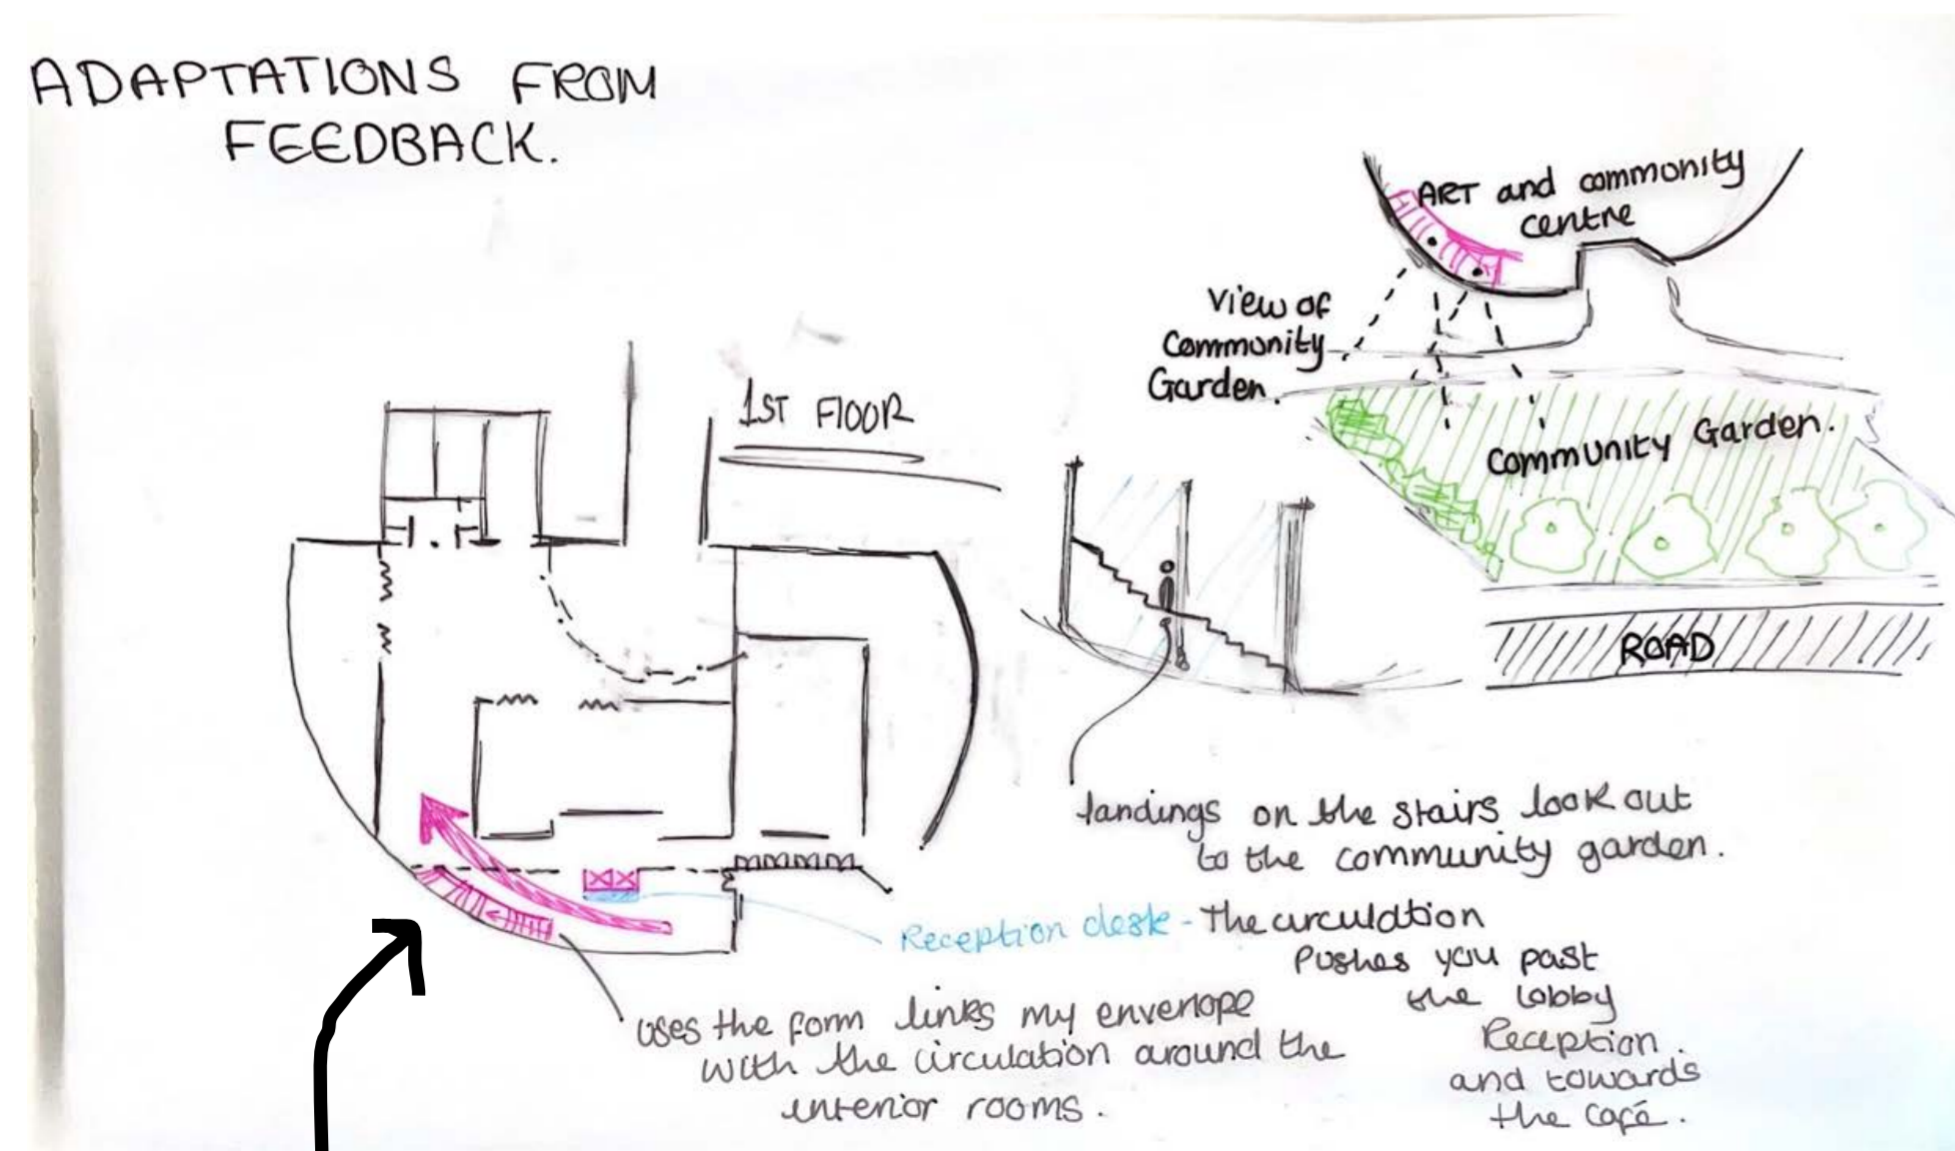 ADAPTATIONS FROM
FEEDBACK.
ART and community
centre
View of
Community
Garden.
Community Garden.
ROAD
1ST FLOOR
landings on the stairs look out
to the community garden.
Reception desk - The circulation
Pushes you past
the lobby
Reception.
and towards
the café.
uses the form links my envelope
with the circulation around the
interior rooms.